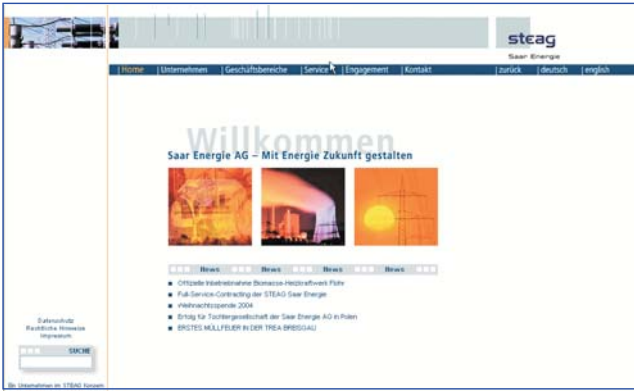 steag
Saar Energie
|Home |Unternehmen |Geschäftsbereiche |Service |Engagement |Kontakt |zurück |deutsch |english
Willkommen
Saar Energie AG – Mit Energie Zukunft gestalten
News News News News
Offizielle Inbetriebnahme Biomasse-Heizkraftwerk Flohr
Full-Service-Contracting der STEAG Saar Energie
Weihnachtsspende 2004
Erfolg für Tochtergesellschaft der Saar Energie AG in Polen
ERSTES MÜLLFEUER IN DER TREA BREISGAU
Datenschutz
Rechtliche Hinweise
Impressum
SUCHE
Ein Unternehmen im STEAG Konzern